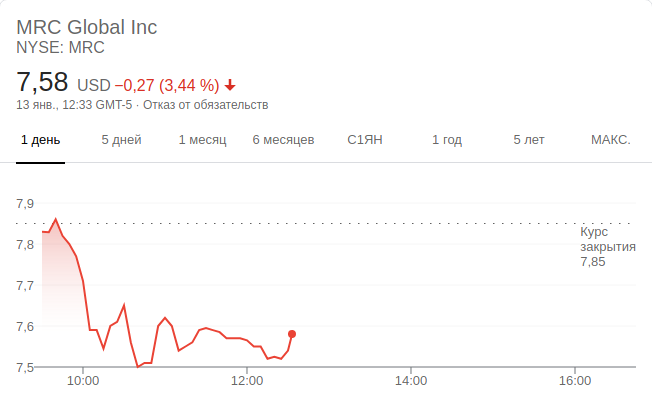 MRC Global Inc
NYSE: MRC
7,58 USD −0,27 (3,44 %)
13 янв., 12:33 GMT-5 · Отказ от обязательств
1 день 5 дней 1 месяц 6 месяцев С1ЯН 1 год 5 лет МАКС.
7,9
7,8
7,7
7,6
7,5
Курс
закрытия
7,85
10:00 12:00 14:00 16:00